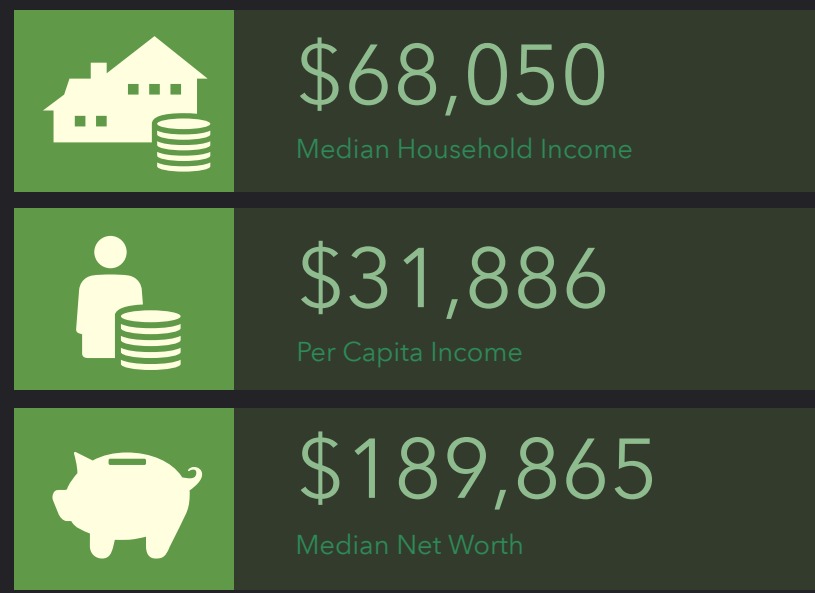 $68,050
Median Household Income
$31,886
Per Capita Income
$189,865
Median Net Worth